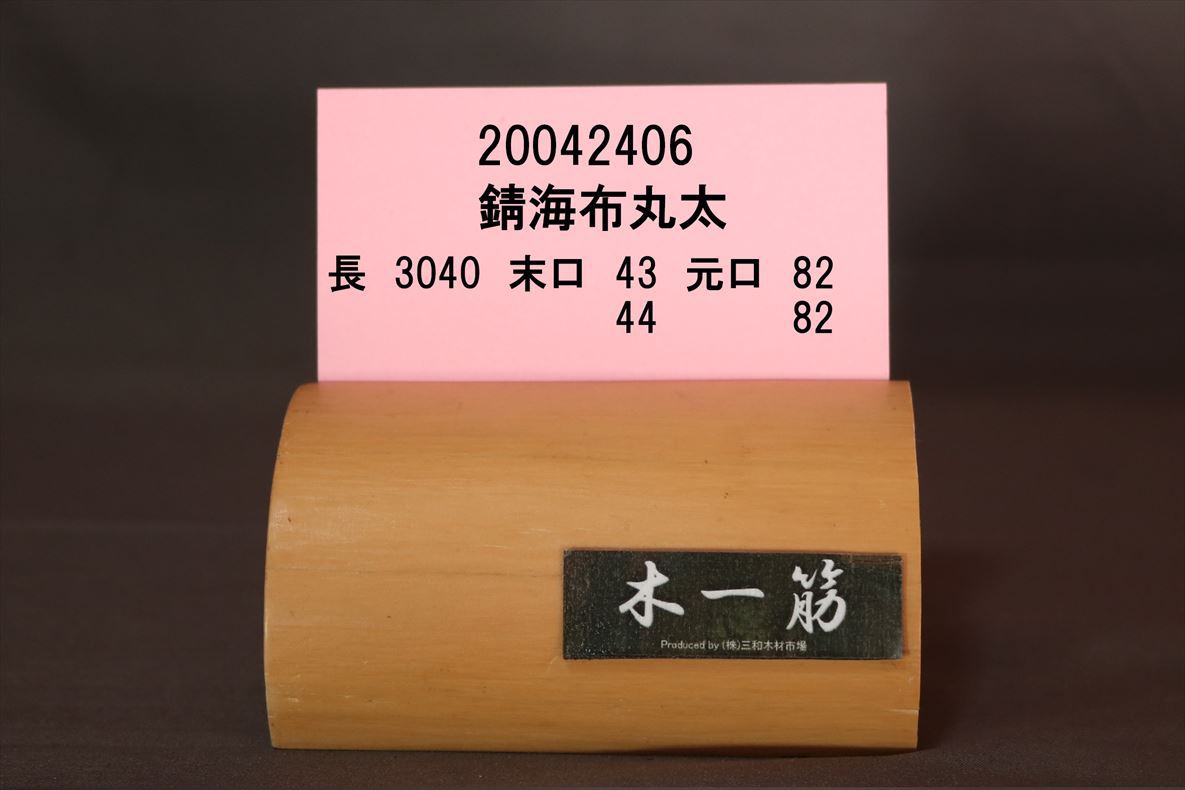 20042406
錆海布丸太
長 3040 末口 43 元口 82
44 82
木一筋
Produced by (株)三和木材市場